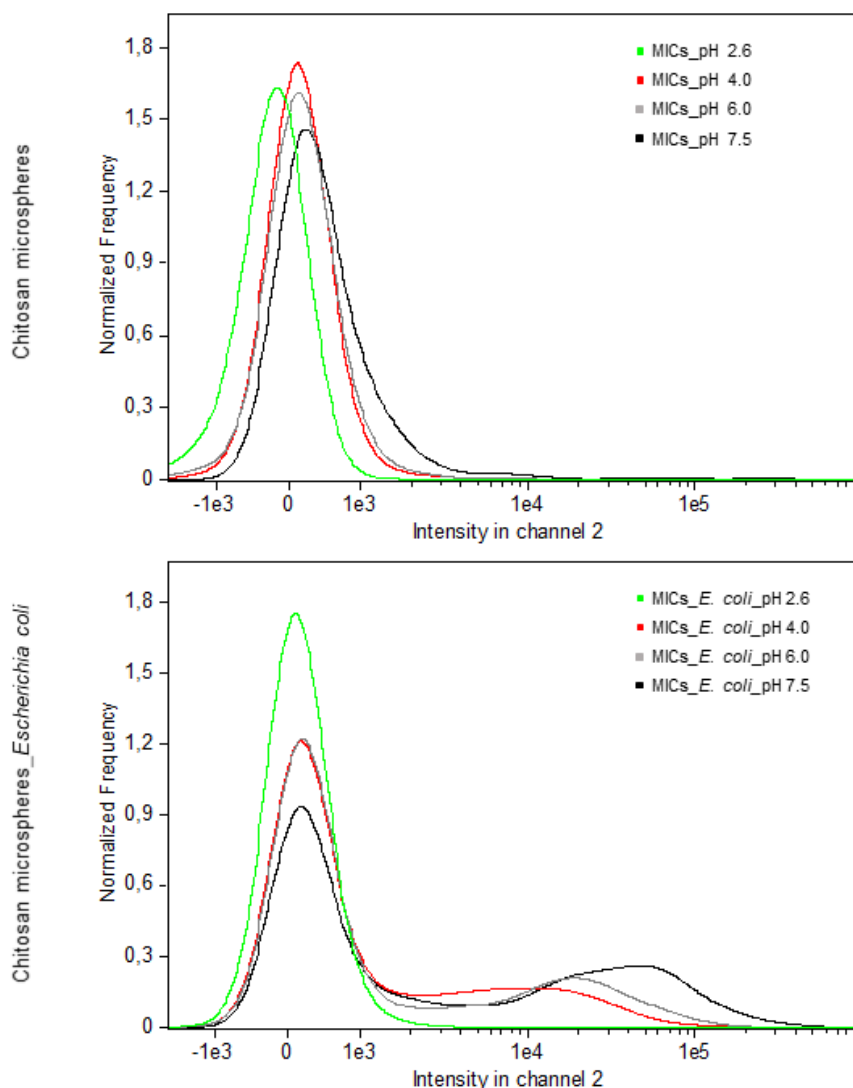 Chitosan microspheres
Normalized Frequency
1,8
1,5
1,2
0,9
0,6
0,3
0
MICs_pH 2.6
MICs_pH 4.0
MICs_pH 6.0
MICs_pH 7.5
-1e3 0 1e3 1e4 1e5
Intensity in channel 2
Chitosan microspheres_Escherichia coli
Normalized Frequency
1,8
1,5
1,2
0,9
0,6
0,3
0
MICs_E. coli_pH 2.6
MICs_E. coli_pH 4.0
MICs_E. coli_pH 6.0
MICs_E. coli_pH 7.5
-1e3 0 1e3 1e4 1e5
Intensity in channel 2